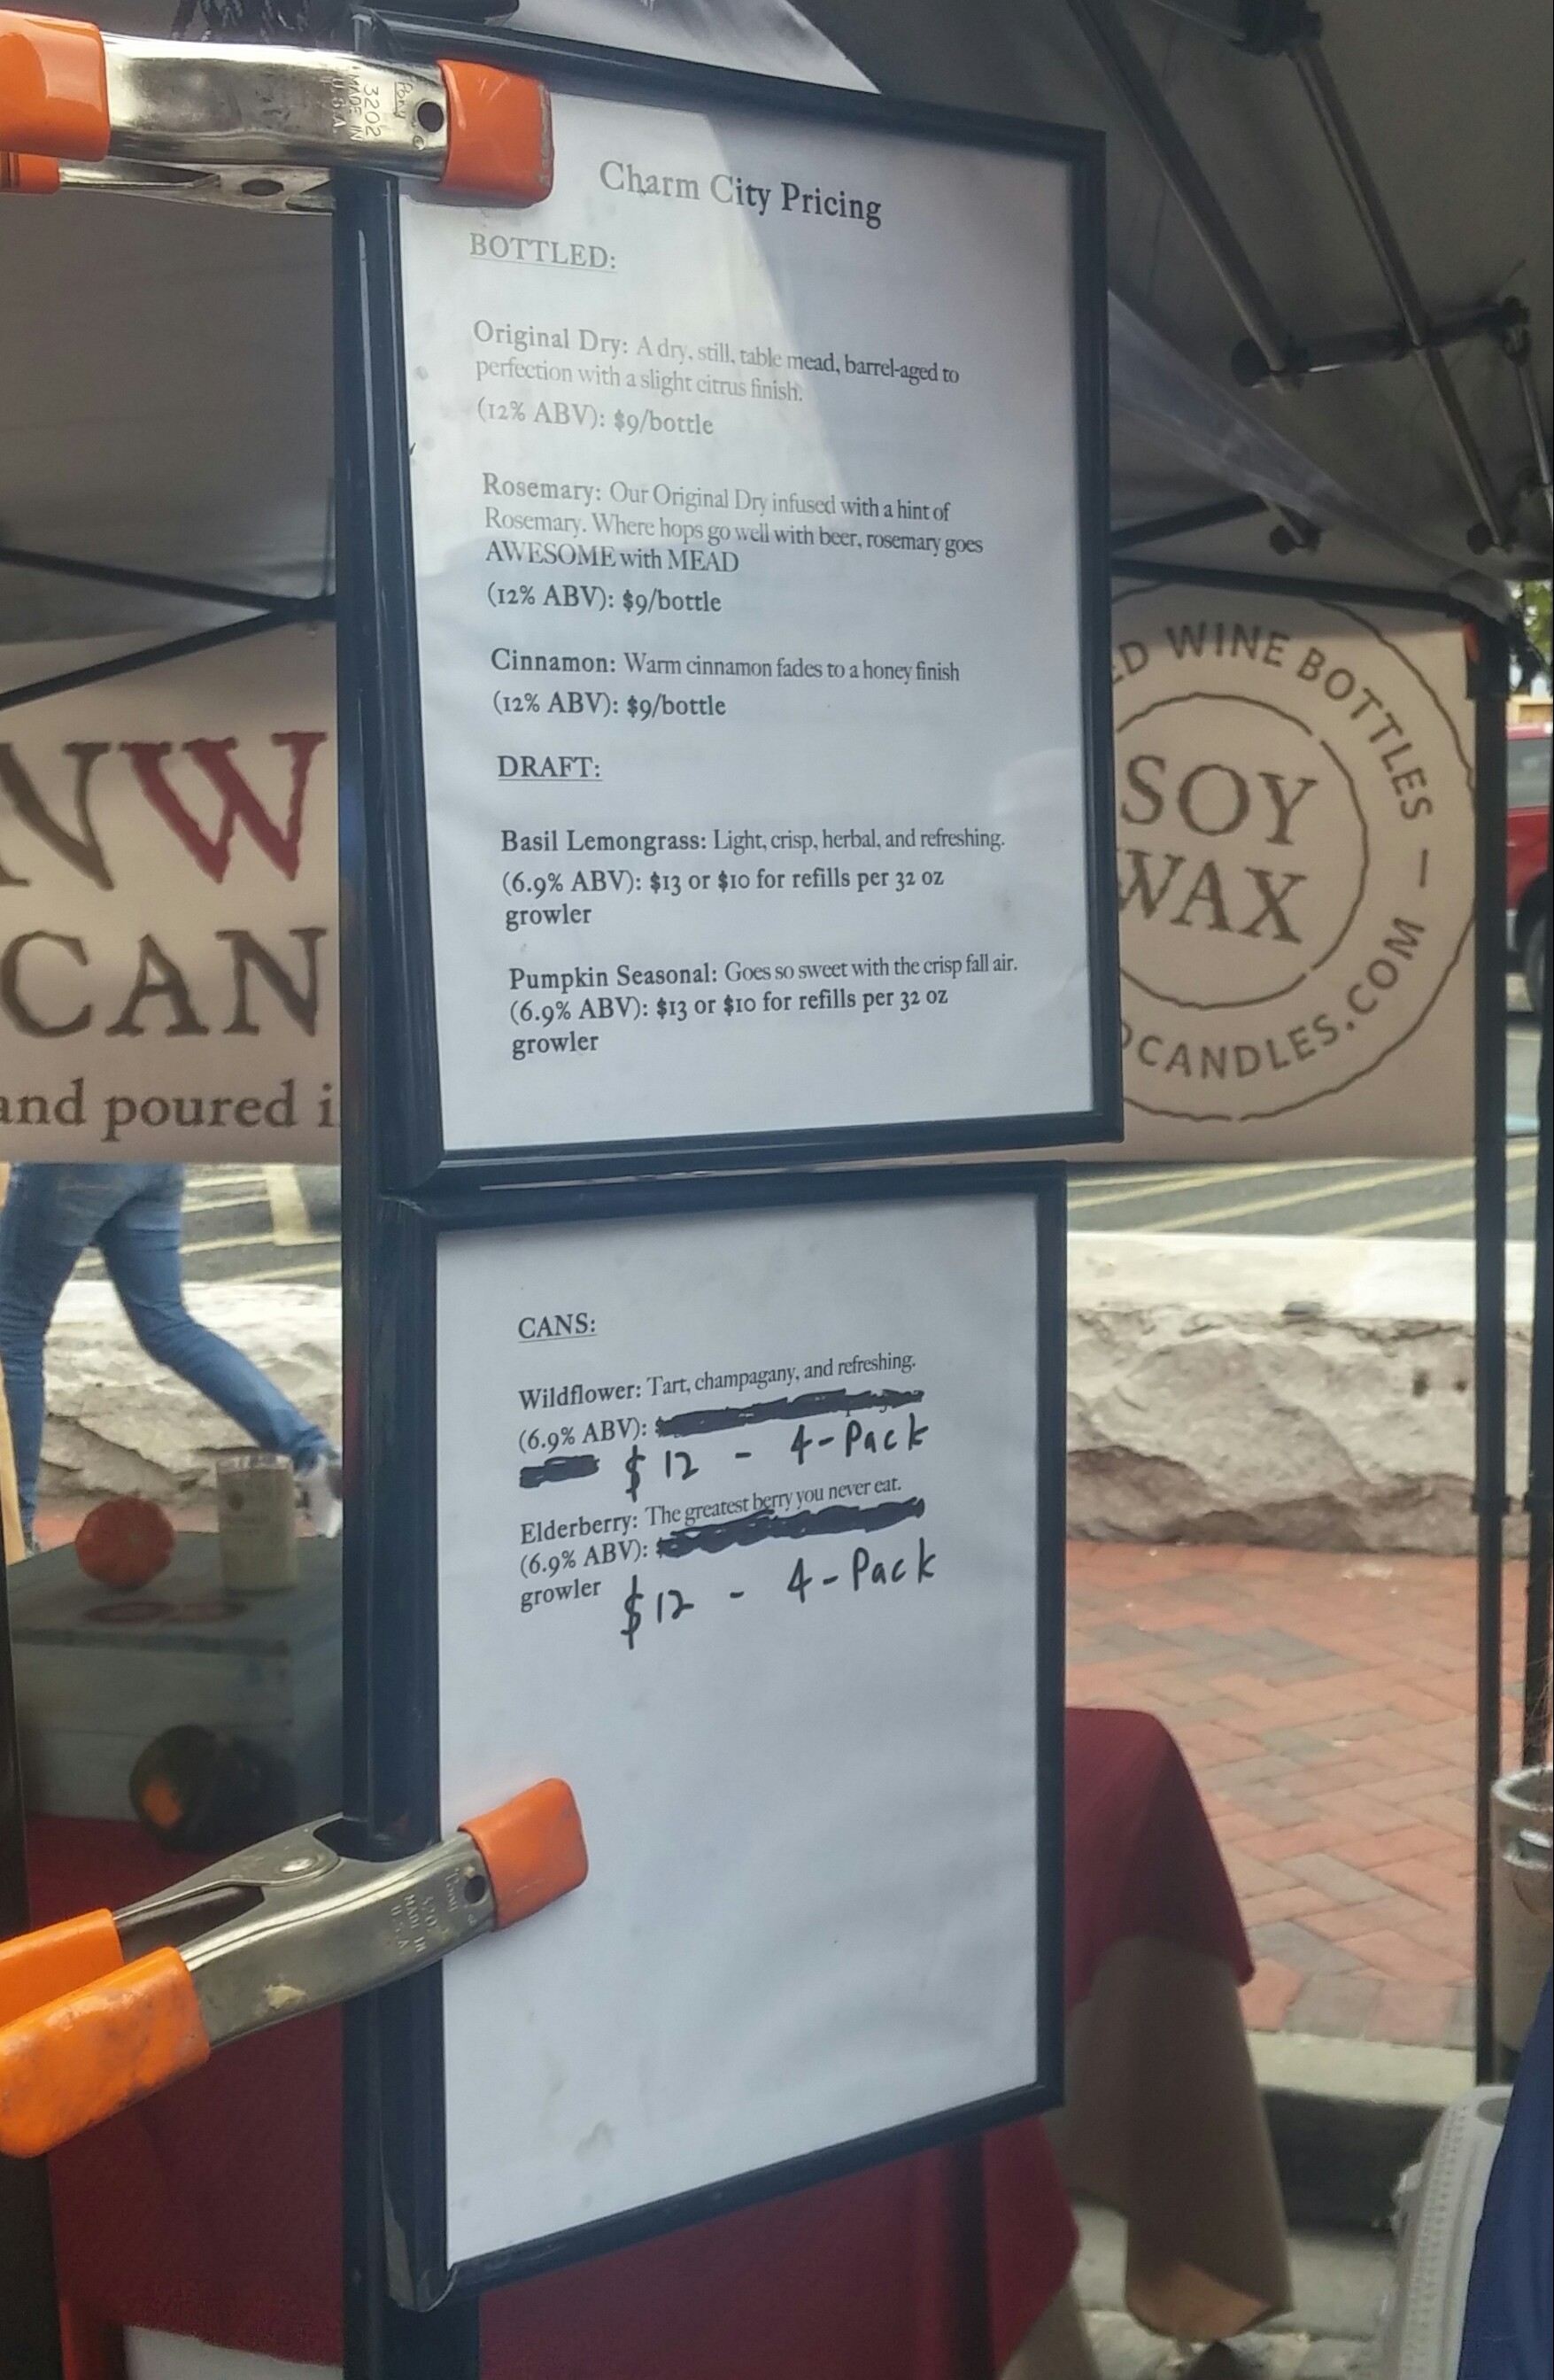 Pony
3202
MADE IN
U.S.A.
Charm City Pricing
BOTTLED:
Original Dry: A dry, still, table mead, barrel-aged to
perfection with a slight citrus finish.
(12% ABV): $9/bottle
Rosemary: Our Original Dry infused with a hint of
Rosemary. Where hops go well with beer, rosemary goes
AWESOME with MEAD
(12% ABV): $9/bottle
Cinnamon: Warm cinnamon fades to a honey finish
(12% ABV): $9/bottle
DRAFT:
Basil Lemongrass: Light, crisp, herbal, and refreshing.
(6.9% ABV): $13 or $10 for refills per 32 oz
growler
Pumpkin Seasonal: Goes so sweet with the crisp fall air.
(6.9% ABV): $13 or $10 for refills per 32 oz
growler
CANS:
Wildflower: Tart, champagany, and refreshing.
(6.9% ABV):
$12 - 4-Pack
Elderberry: The greatest berry you never eat.
(6.9% ABV):
growler $12 - 4-Pack
NW
CAN
and poured i
ED WINE BOTTLES —
SOY
WAX
DCANDLES.COM
Pony
3202
MADE IN
U.S.A.